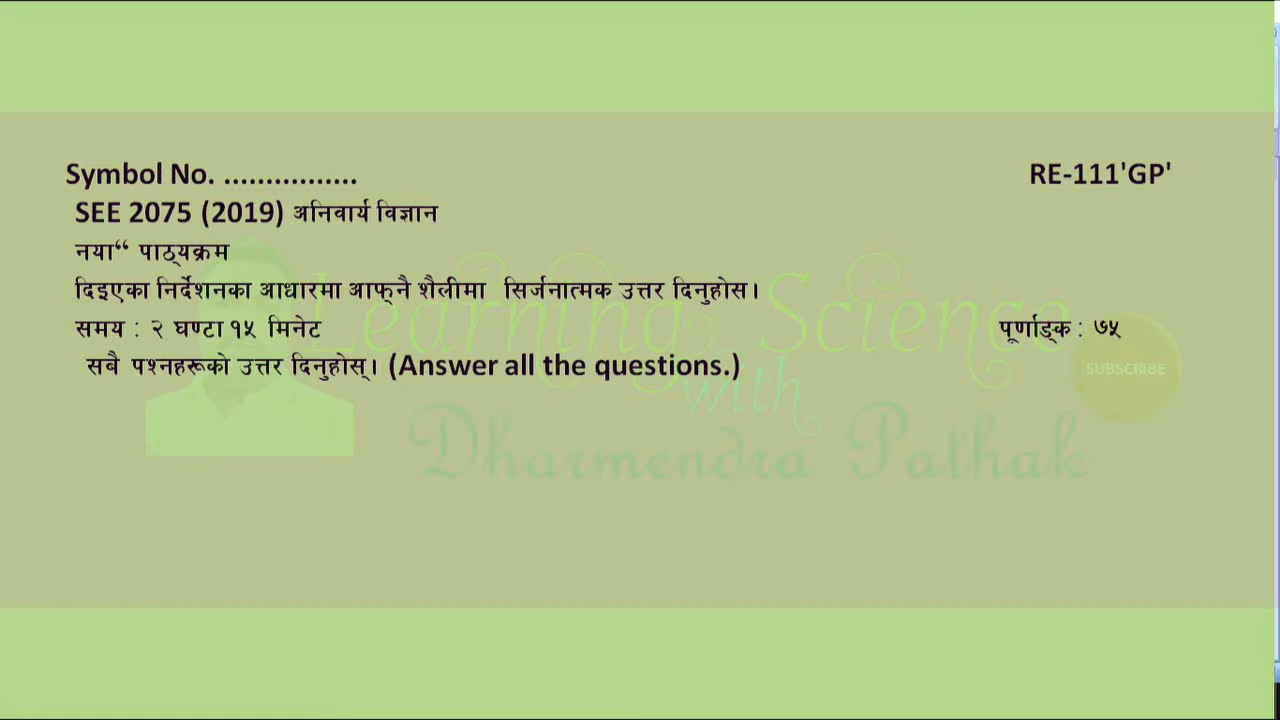 Symbol No. ................ RE-111'GP'
SEE 2075 (2019) अनिवार्य विज्ञान
नया“ पाठ्यक्रम
दिइएका निर्देशनका आधारमा आफ्नै शैलीमा सिर्जनात्मक उत्तर दिनुहोस।
समय : २ घण्टा १५ मिनेट पूर्णाङ्क : ७५
सबै पश्नहरूको उत्तर दिनुहोस्। (Answer all the questions.)
Learning Science
with
Dharmendra Pathak
SUBSCRIBE